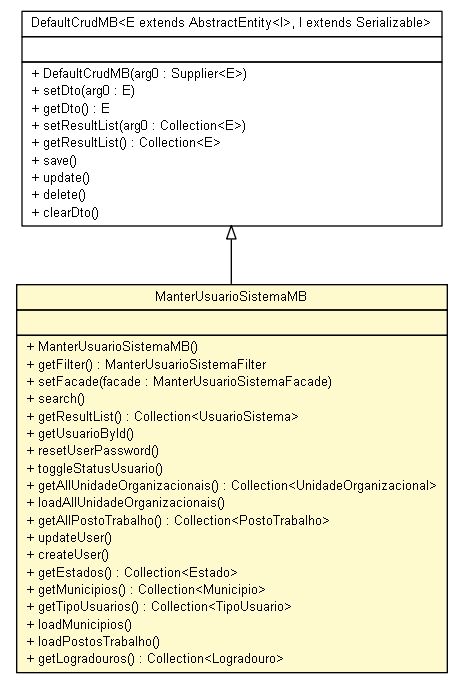 DefaultCrudMB<E extends AbstractEntity<I>, I extends Serializable>
+ DefaultCrudMB(arg0 : Supplier<E>)
+ setDto(arg0 : E)
+ getDto() : E
+ setResultList(arg0 : Collection<E>)
+ getResultList() : Collection<E>
+ save()
+ update()
+ delete()
+ clearDto()
ManterUsuarioSistemaMB
+ ManterUsuarioSistemaMB()
+ getFilter() : ManterUsuarioSistemaFilter
+ setFacade(facade : ManterUsuarioSistemaFacade)
+ search()
+ getResultList() : Collection<UsuarioSistema>
+ getUsuarioById()
+ resetUserPassword()
+ toggleStatusUsuario()
+ getAllUnidadeOrganizacionais() : Collection<UnidadeOrganizacional>
+ loadAllUnidadeOrganizacionais()
+ getAllPostoTrabalho() : Collection<PostoTrabalho>
+ updateUser()
+ createUser()
+ getEstados() : Collection<Estado>
+ getMunicipios() : Collection<Municipio>
+ getTipoUsuarios() : Collection<TipoUsuario>
+ loadMunicipios()
+ loadPostosTrabalho()
+ getLogradouros() : Collection<Logradouro>